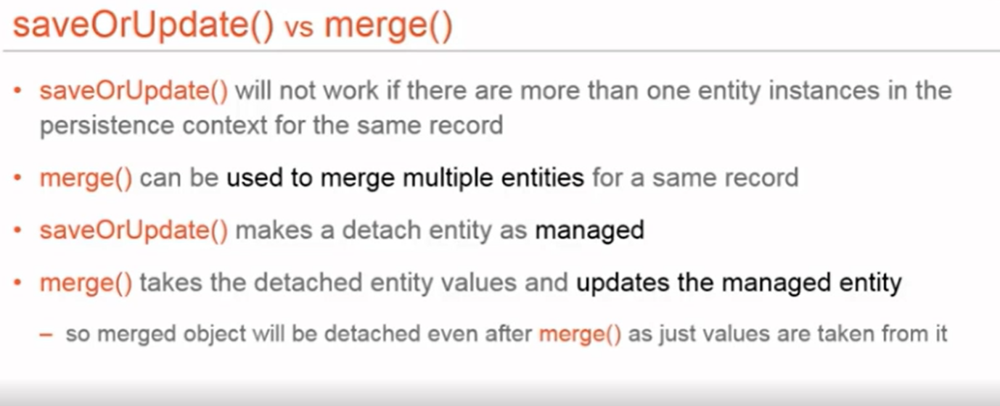 saveOrUpdate() vs merge()
• saveOrUpdate() will not work if there are more than one entity instances in the
persistence context for the same record
• merge() can be used to merge multiple entities for a same record
• saveOrUpdate() makes a detach entity as managed
• merge() takes the detached entity values and updates the managed entity
– so merged object will be detached even after merge() as just values are taken from it